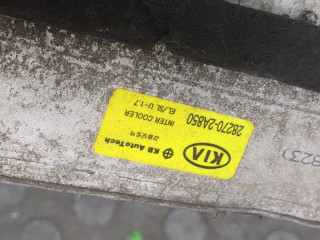 28270-2A850
INTER COOLER
EL/SL U-1.7
KIA
KB AutoTech